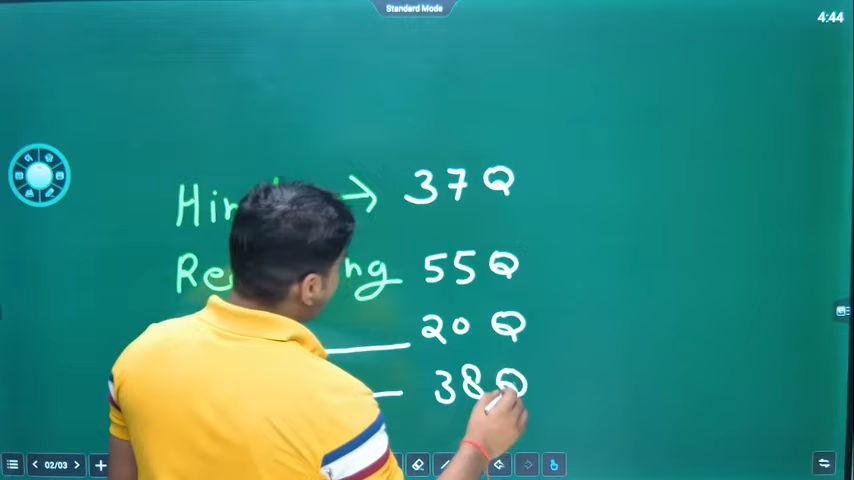 Standard Mode
4:44
Hin → 37 Q
Re ng 55 Q
20 Q
38 Q
02/03